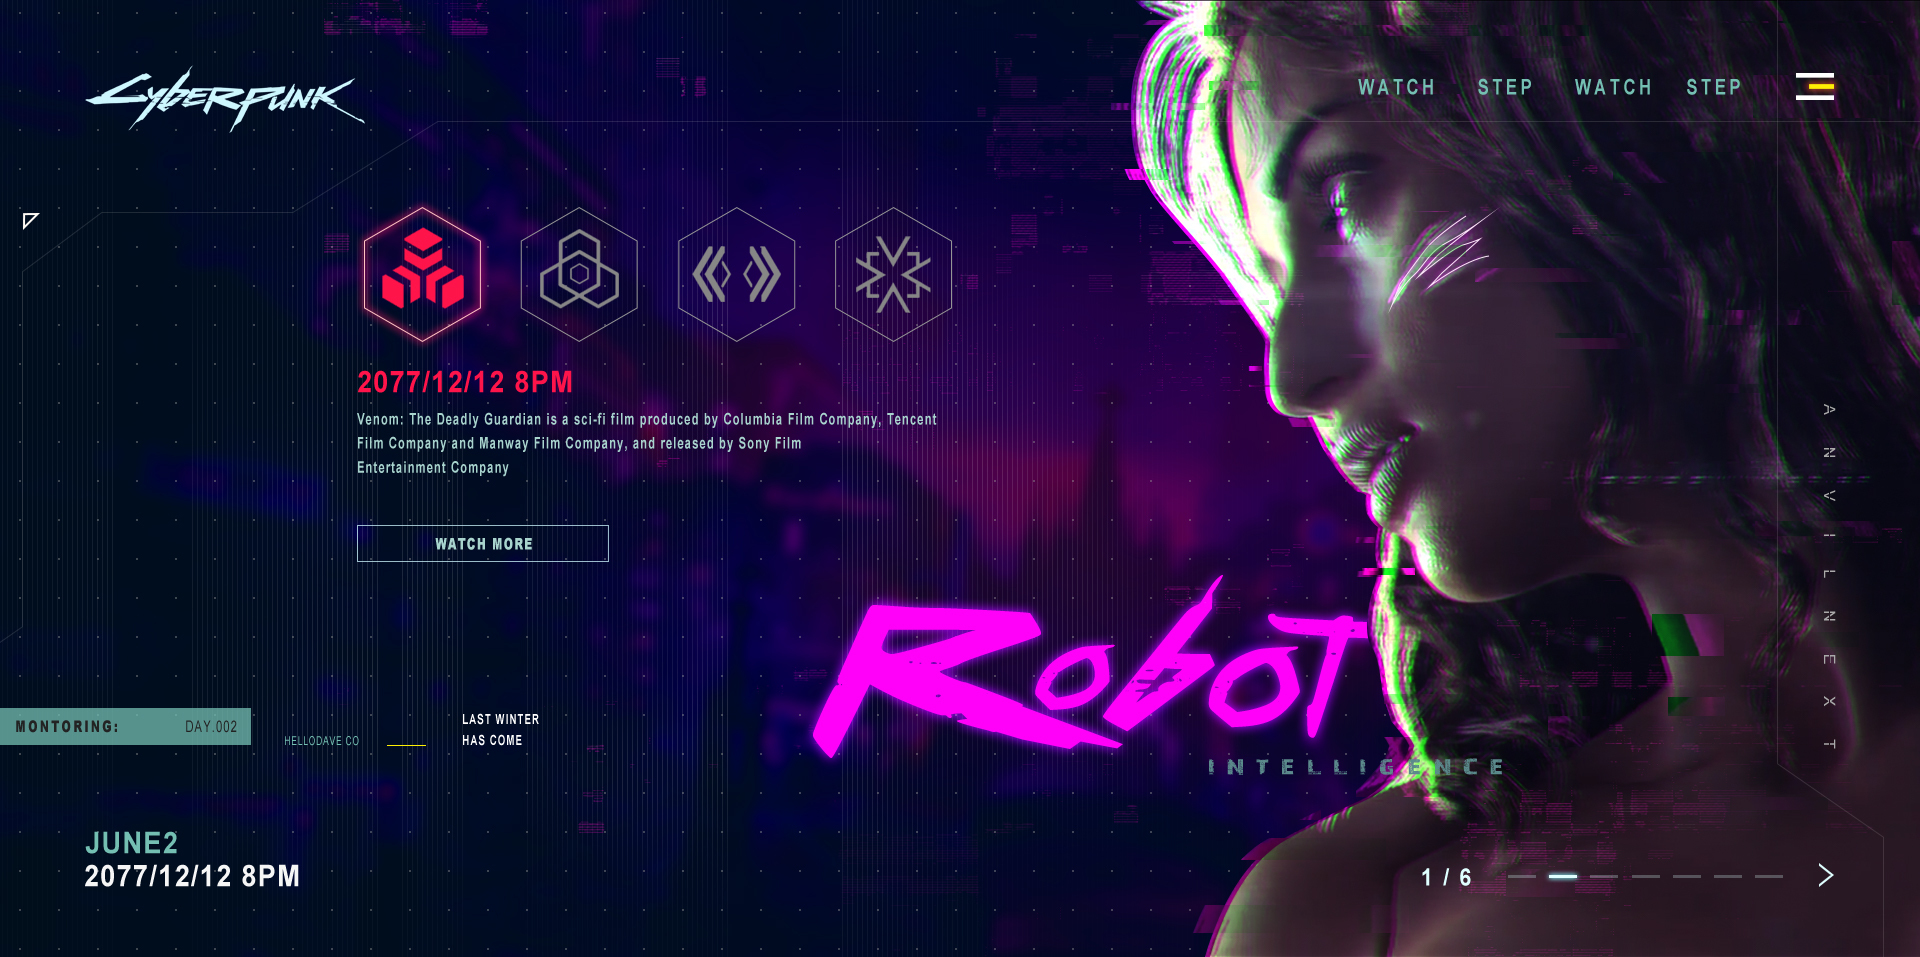 CYBERPUNK
WATCH STEP WATCH STEP
2077/12/12 8PM
Venom: The Deadly Guardian is a sci-fi film produced by Columbia Film Company, Tencent
Film Company and Manway Film Company, and released by Sony Film
Entertainment Company
WATCH MORE
ROBOT
INTELLIGENCE
ANVILNEXT
MONTORING: DAY.002
HELLODAVE CO
LAST WINTER
HAS COME
JUNE2
2077/12/12 8PM
1 / 6